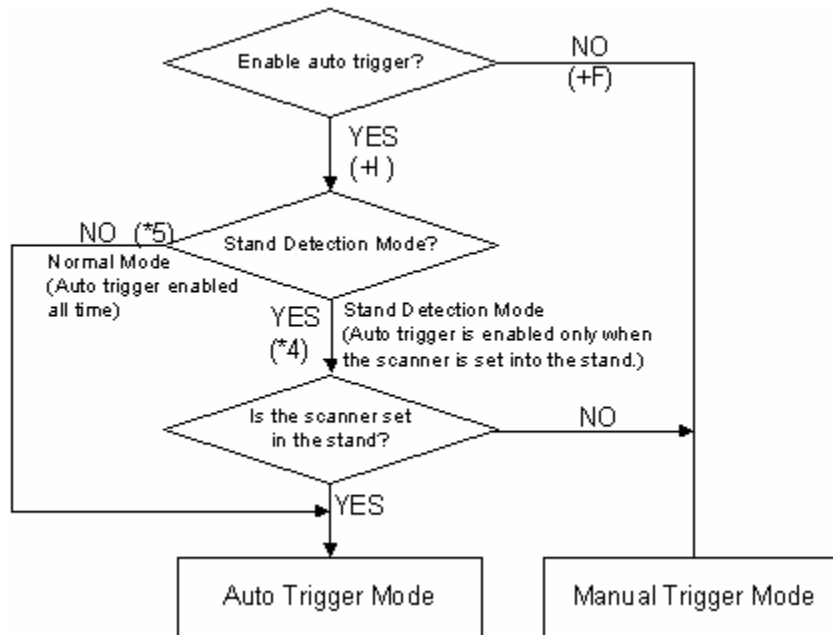 Enable auto trigger?
NO
(+F)
YES
(+I)
NO (*5)
Stand Detection Mode?
Normal Mode
(Auto trigger enabled
all time)
YES
(*4)
Stand Detection Mode
(Auto trigger is enabled only when
the scanner is set into the stand.)
Is the scanner set
in the stand?
NO
YES
Auto Trigger Mode
Manual Trigger Mode